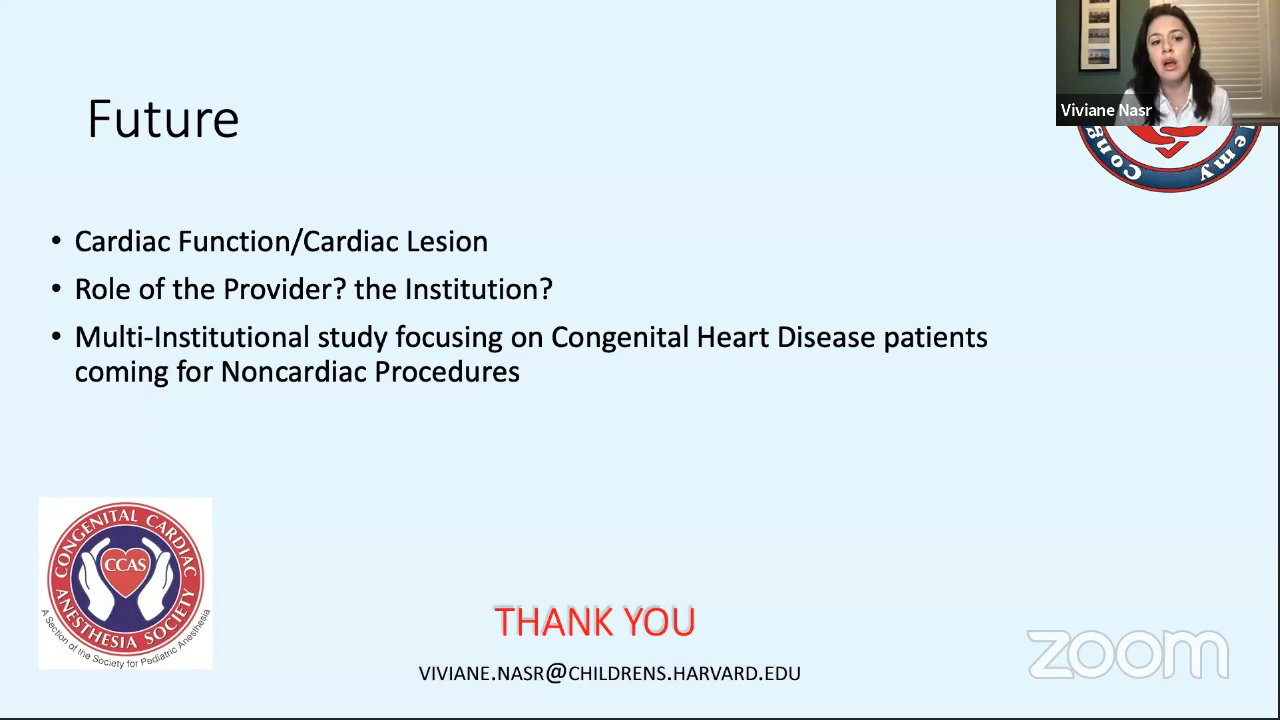 Future
Viviane Nasr
• Cardiac Function/Cardiac Lesion
• Role of the Provider? the Institution?
• Multi-Institutional study focusing on Congenital Heart Disease patients
coming for Noncardiac Procedures
CONGENITAL CARDIAC
CCAS
ANESTHESIA SOCIETY
A Section of the Society for Pediatric Anesthesia
THANK YOU
VIVIANE.NASR@CHILDRENS.HARVARD.EDU
zoom